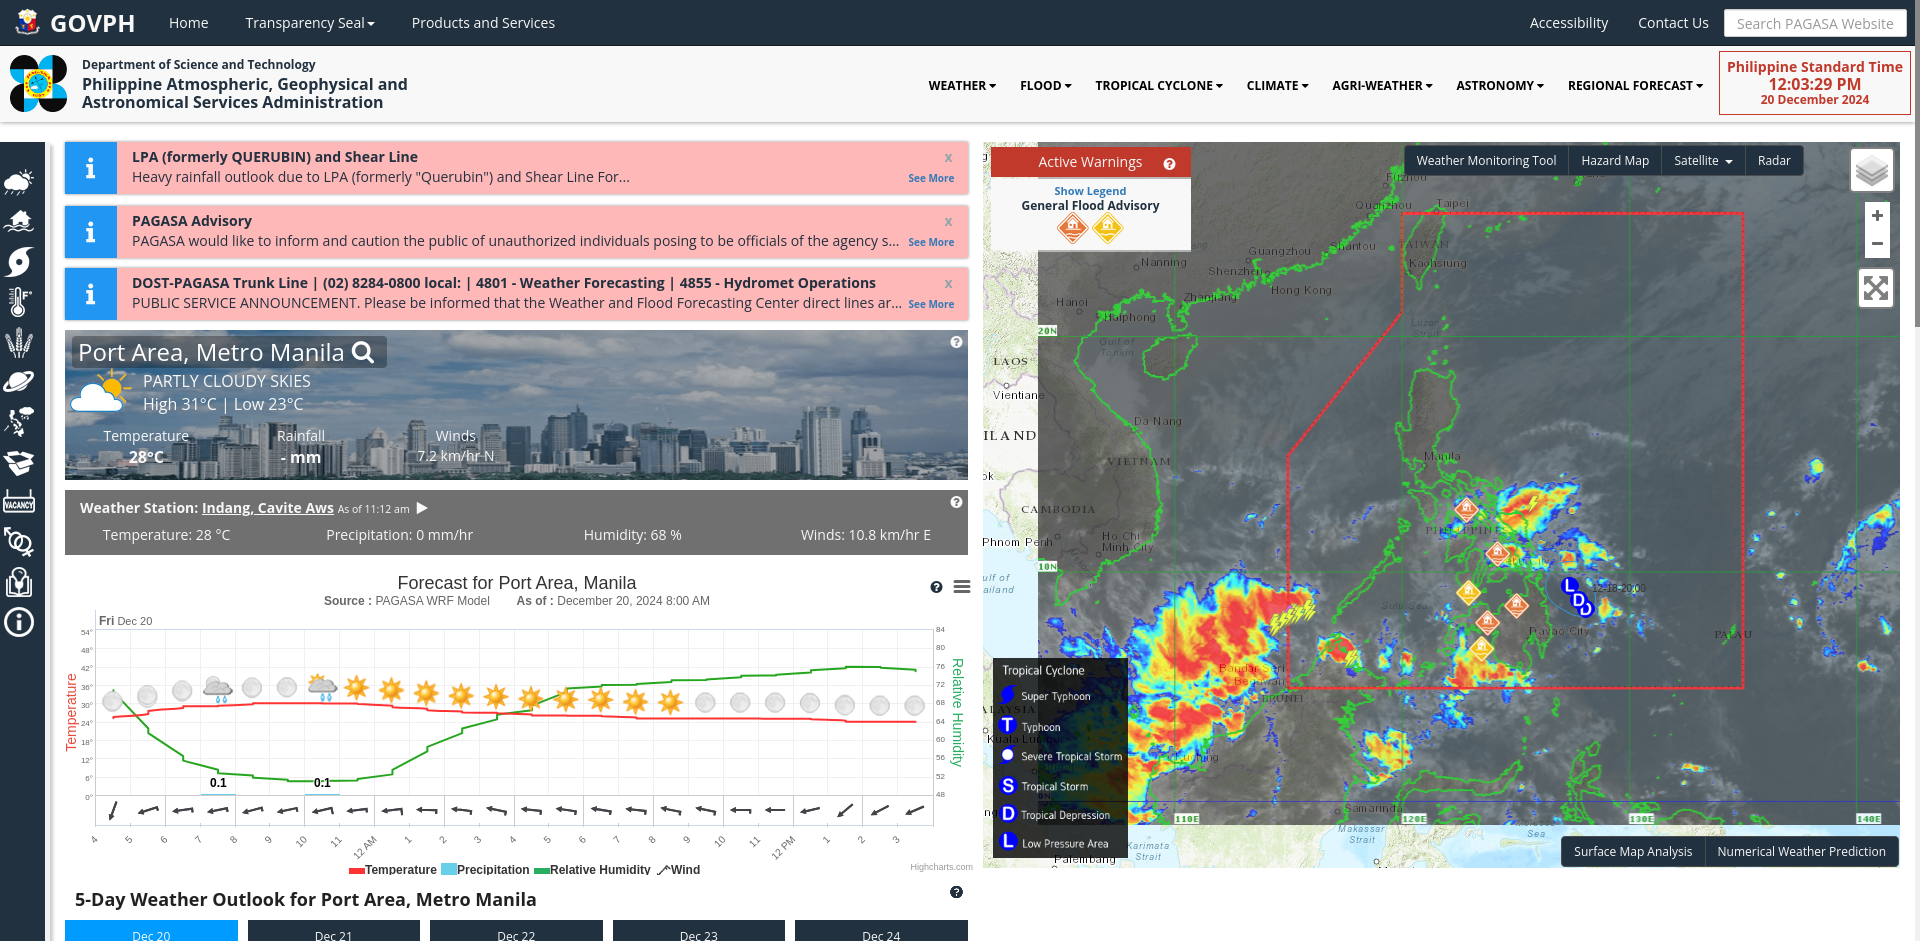 GOVPH
Home
Transparency Seal
Products and Services
Accessibility
Contact Us
Search PAGASA Website
Department of Science and Technology
Philippine Atmospheric, Geophysical and
Astronomical Services Administration
WEATHER
FLOOD
TROPICAL CYCLONE
CLIMATE
AGRI-WEATHER
ASTRONOMY
REGIONAL FORECAST
Philippine Standard Time
12:03:29 PM
20 December 2024
VACANCY
LPA (formerly QUERUBIN) and Shear Line
x
Heavy rainfall outlook due to LPA (formerly "Querubin") and Shear Line For...
See More
PAGASA Advisory
x
PAGASA would like to inform and caution the public of unauthorized individuals posing to be officials of the agency s...
See More
DOST-PAGASA Trunk Line | (02) 8284-0800 local: | 4801 - Weather Forecasting | 4855 - Hydromet Operations
x
PUBLIC SERVICE ANNOUNCEMENT. Please be informed that the Weather and Flood Forecasting Center direct lines ar...
See More
Port Area, Metro Manila
PARTLY CLOUDY SKIES
High 31°C | Low 23°C
Temperature
28°C
Rainfall
- mm
Winds
7.2 km/hr N
Weather Station: Indang, Cavite Aws As of 11:12 am
Temperature: 28 °C
Precipitation: 0 mm/hr
Humidity: 68 %
Winds: 10.8 km/hr E
Forecast for Port Area, Manila
Source : PAGASA WRF Model As of : December 20, 2024 8:00 AM
Fri Dec 20
Temperature
54°
48°
42°
36°
30°
24°
18°
12°
6°
0°
84
80
76
72
68
64
60
56
52
48
Relative Humidity
0.1
0.1
4
5
6
7
8
9
10
11
12 AM
1
2
3
4
5
6
7
8
9
10
11
12 PM
1
2
3
Temperature
Precipitation
Relative Humidity
Wind
Highcharts.com
5-Day Weather Outlook for Port Area, Metro Manila
Dec 20
Dec 21
Dec 22
Dec 23
Dec 24
Active Warnings
Show Legend
General Flood Advisory
Weather Monitoring Tool
Hazard Map
Satellite
Radar
+
−
Fuzhou
Quanzhou
Taipei
TAIWAN
Kaohsiung
Guangzhou
Shantou
Nanning
Shenzhen
Hong Kong
Hanoi
Zhanjiang
Haiphong
Gulf of
Tonkin
Luzon
Strait
20N
LAOS
Vientiane
Da Nang
ILAND
Manila
VIETNAM
ok
CAMBODIA
PHILIPPINES
Phnom Penh
Ho Chi
Minh City
10N
ulf of
ailand
Sulu Sea
12-18-20:00
L
D
D
Davao City
PALAU
Bandar Seri
Begawan
BRUNEI
ALAYSIA
Kuala Lumpur
Kuching
Tropical Cyclone
Super Typhoon
T Typhoon
Severe Tropical Storm
S Tropical Storm
D Tropical Depression
L Low Pressure Area
Samarinda
110E
120E
130E
140E
Makassar
Strait
Karimata
Strait
Sea
Palembang
Surface Map Analysis
Numerical Weather Prediction